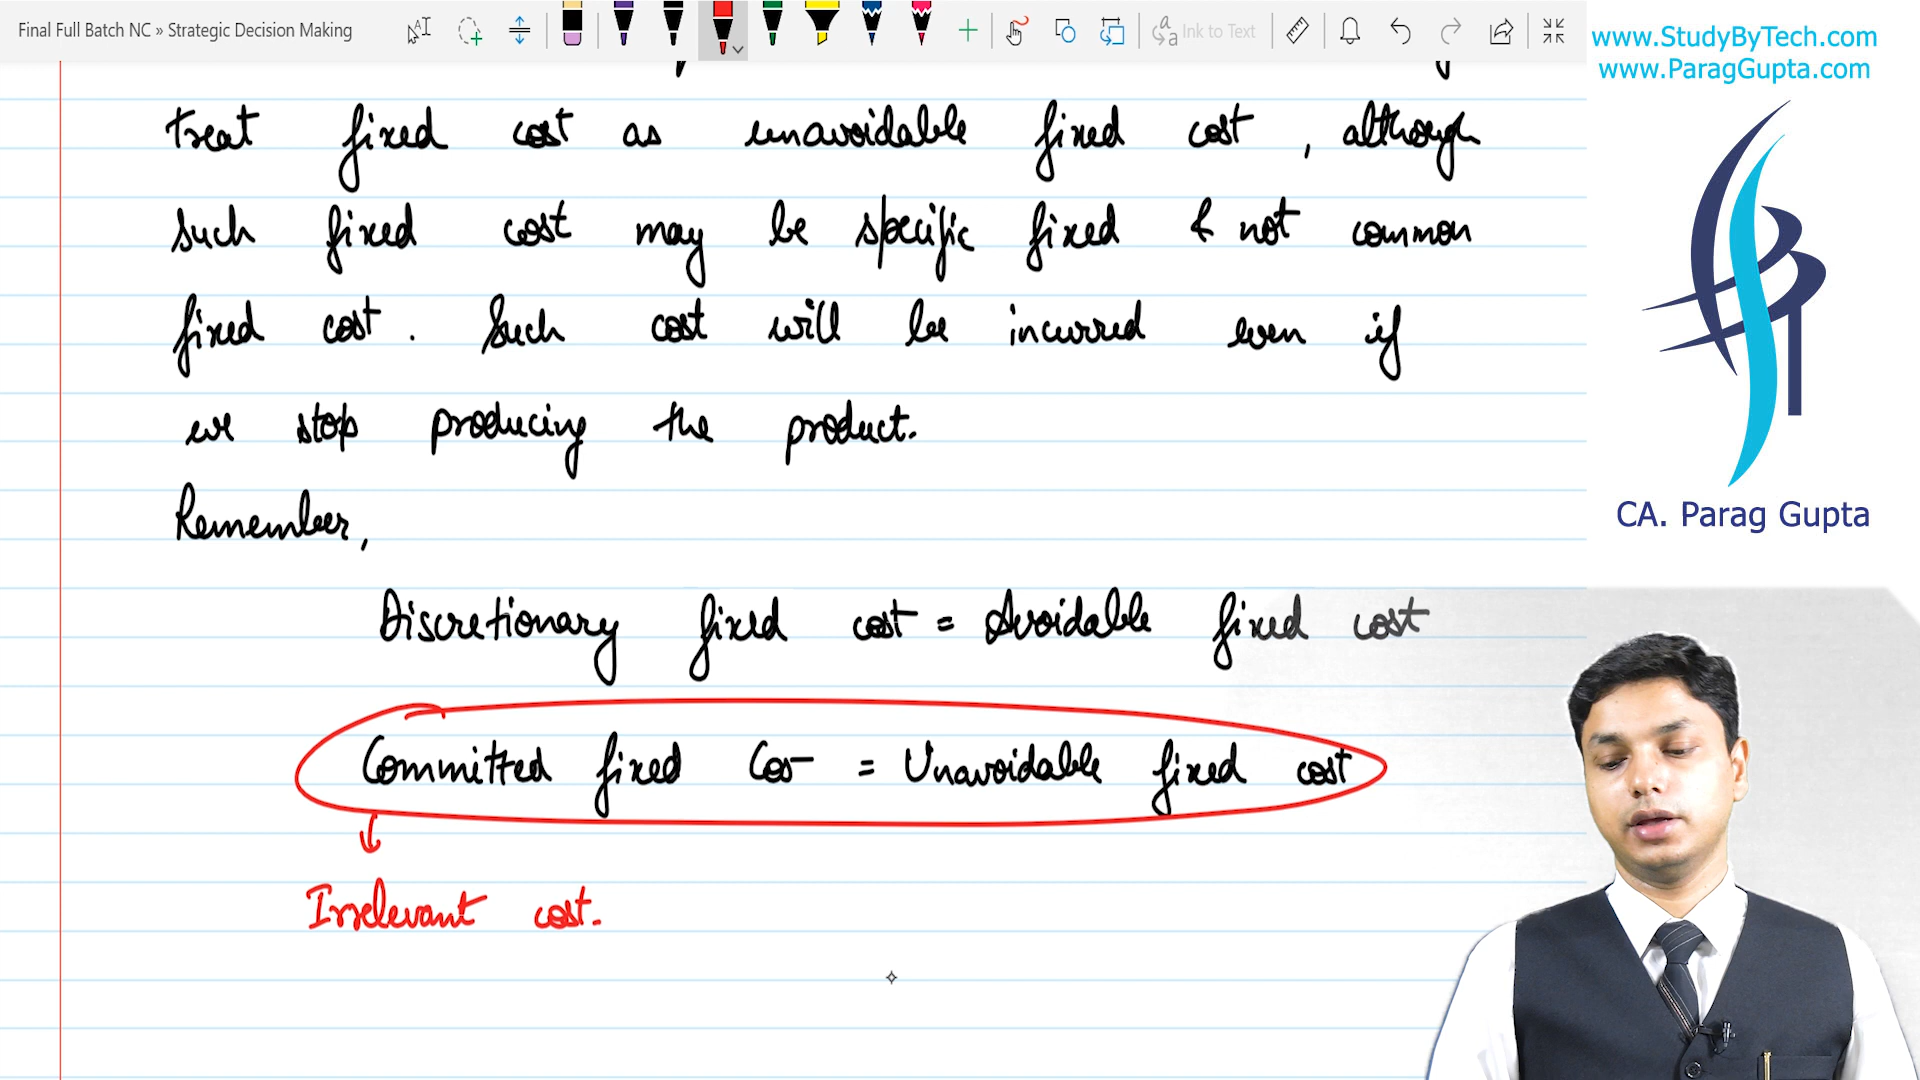 Final Full Batch NC » Strategic Decision Making
Ink to Text
www.StudyByTech.com
www.ParagGupta.com
treat fixed cost as unavoidable fixed cost, although
such fixed cost may be specific fixed & not common
fixed cost. Such cost will be incurred even if
we stop producing the product.
Remember,
Discretionary fixed cost = Avoidable fixed cost
Committed fixed Cos = Unavoidable fixed cost
Irrelevant cost.
CA. Parag Gupta